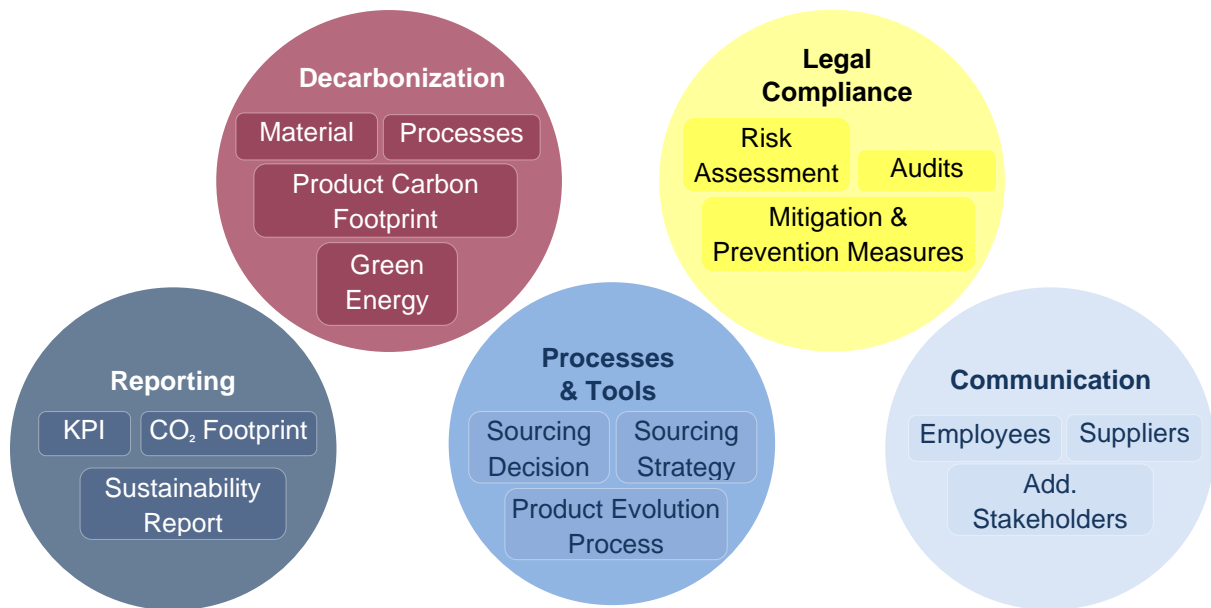 Decarbonization
Material
Processes
Product Carbon
Footprint
Green
Energy
Legal
Compliance
Risk
Assessment
Audits
Mitigation &
Prevention Measures
Reporting
KPI
CO₂ Footprint
Sustainability
Report
Processes
& Tools
Sourcing
Decision
Sourcing
Strategy
Product Evolution
Process
Communication
Employees
Suppliers
Add.
Stakeholders